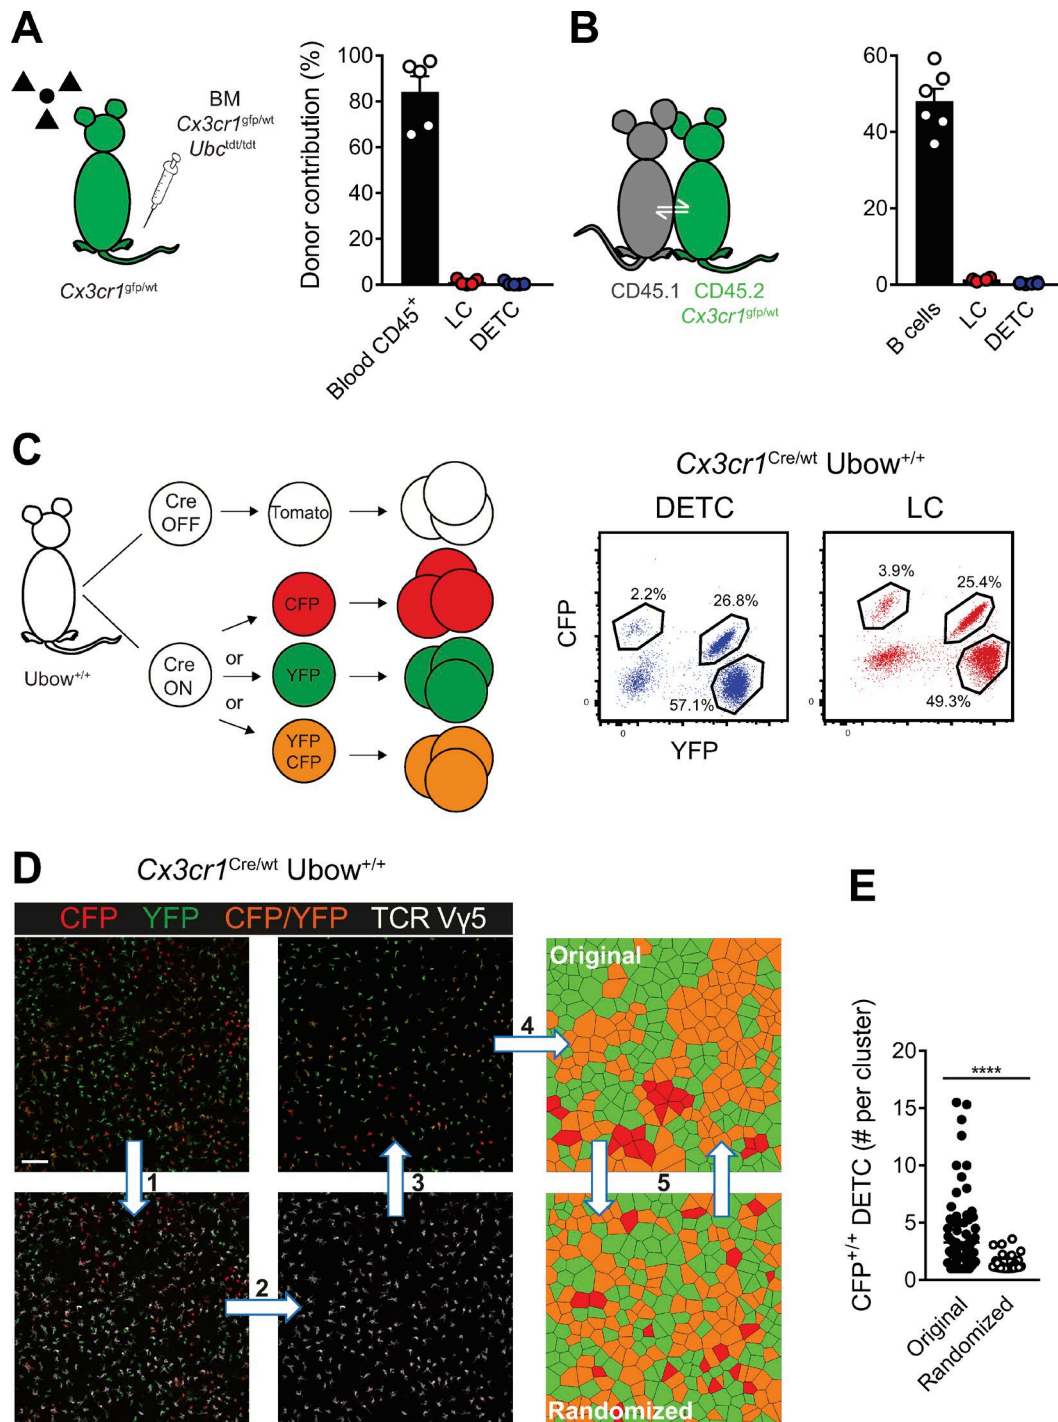 A
BM
Cx3cr1gfp/wt
Ubctdt/tdt
Cx3cr1gfp/wt
Donor contribution (%)
100
80
60
40
20
0
Blood CD45+
LC
DETC
B
CD45.1
CD45.2
Cx3cr1gfp/wt
60
40
20
0
B cells
LC
DETC
C
Ubow+/+
Cre
OFF
Tomato
Cre
ON
or
or
CFP
YFP
YFP
CFP
Cx3cr1Cre/wt Ubow+/+
DETC
LC
CFP
2.2%
26.8%
57.1%
0
0
3.9%
25.4%
49.3%
0
0
YFP
D
Cx3cr1Cre/wt Ubow+/+
CFP YFP CFP/YFP TCR Vγ5
1
2
3
4
5
Original
Randomized
E
CFP+/+ DETC (# per cluster)
20
15
10
5
0
****
Original
Randomized